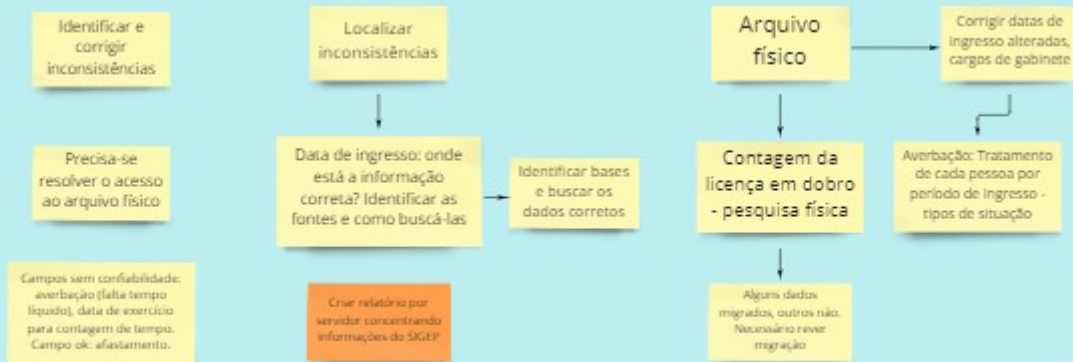 Identificar e
corrigir
inconsistências
Localizar
inconsistências
Arquivo
físico
Corrigir datas de
ingresso alteradas,
cargos de gabinete
Precisa-se
resolver o acesso
ao arquivo físico
Data de ingresso: onde
está a informação
correta? Identificar as
fontes e como buscá-las
Identificar bases
e buscar os
dados corretos
Contagem da
licença em dobro
- pesquisa física
Averbação: Tratamento
de cada pessoa por
período de ingresso -
tipos de situação
Campos sem confiabilidade:
averbação (falta tempo
líquido), data de exercício
para contagem de tempo.
Campo ok: afastamento.
Criar relatório por
servidor concentrando
informações do SIGEP
Alguns dados
migrados, outros não.
Necessário rever
migração